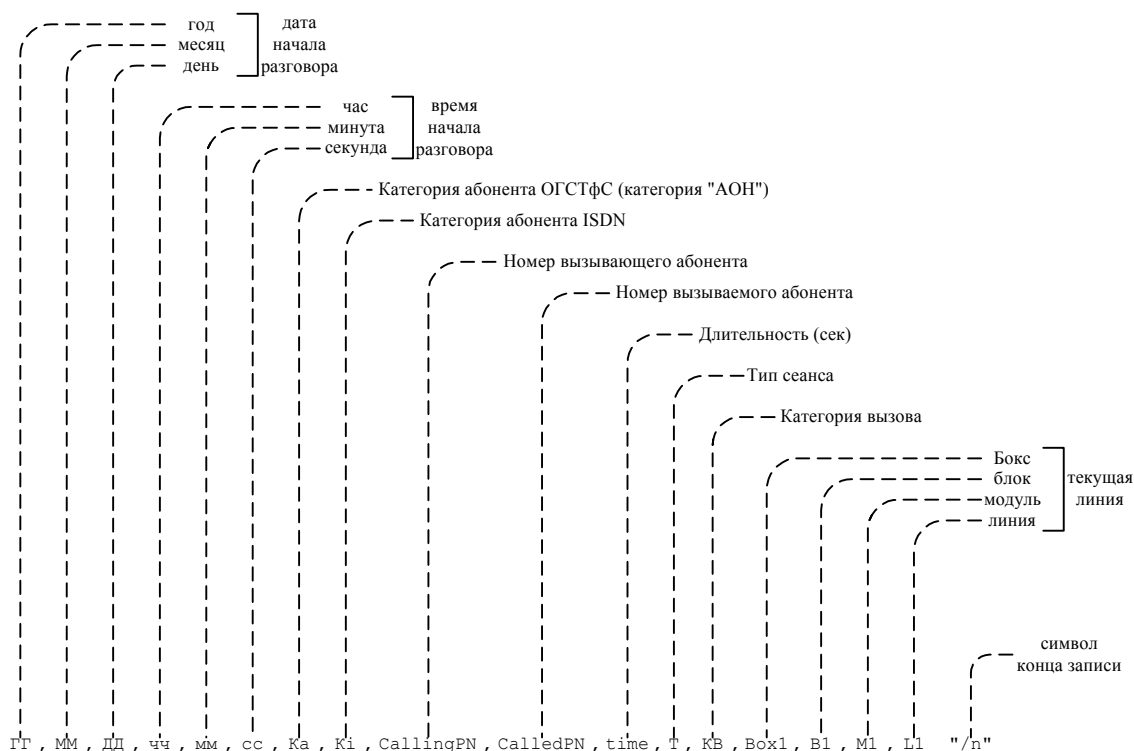 год дата
месяц начала
день разговора
час время
минута начала
секунда разговора
Категория абонента ОГСТфС (категория "АОН")
Категория абонента ISDN
Номер вызывающего абонента
Номер вызываемого абонента
Длительность (сек)
Тип сеанса
Категория вызова
Бокс
блок текущая
модуль линия
линия
символ
конца записи
ГГ , ММ , ДД , чч , мм , сс , Ка , Ki , CallingPN , CalledPN , time , T , КВ , Box1 , B1 , M1 , L1 "/n"